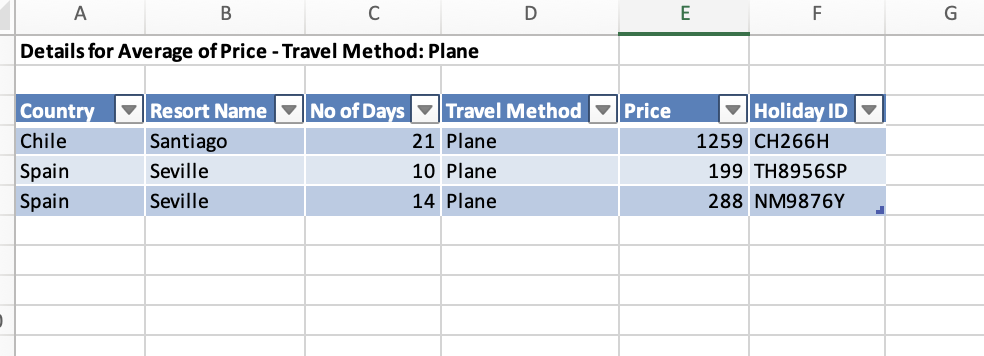 A B C D E F G
Details for Average of Price - Travel Method: Plane
Country Resort Name No of Days Travel Method Price Holiday ID
Chile Santiago 21 Plane 1259 CH266H
Spain Seville 10 Plane 199 TH8956SP
Spain Seville 14 Plane 288 NM9876Y